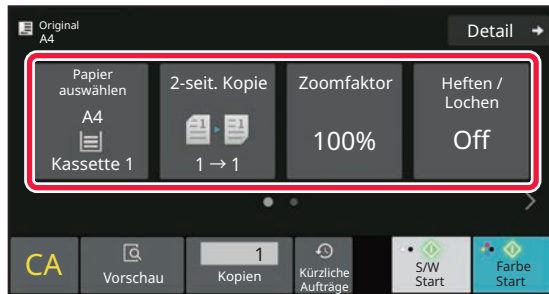 Original
A4
Detail
Papier
auswählen
A4
Kassette 1
2-seit. Kopie
1 → 1
Zoomfaktor
100%
Heften /
Lochen
Off
CA
Vorschau
1
Kopien
Kürzliche
Aufträge
S/W
Start
Farbe
Start